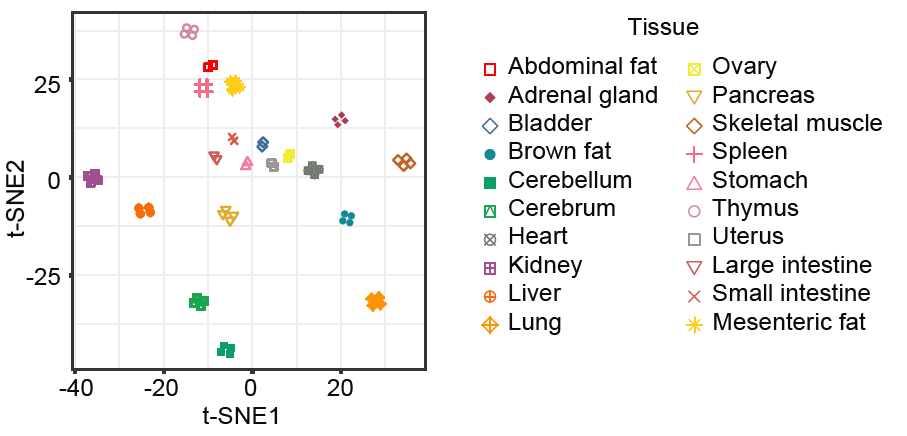 Tissue
Abdominal fat
Adrenal gland
Bladder
Brown fat
Cerebellum
Cerebrum
Heart
Kidney
Liver
Lung
Ovary
Pancreas
Skeletal muscle
Spleen
Stomach
Thymus
Uterus
Large intestine
Small intestine
Mesenteric fat
t-SNE2
25
0
-25
-40
-20
0
20
t-SNE1